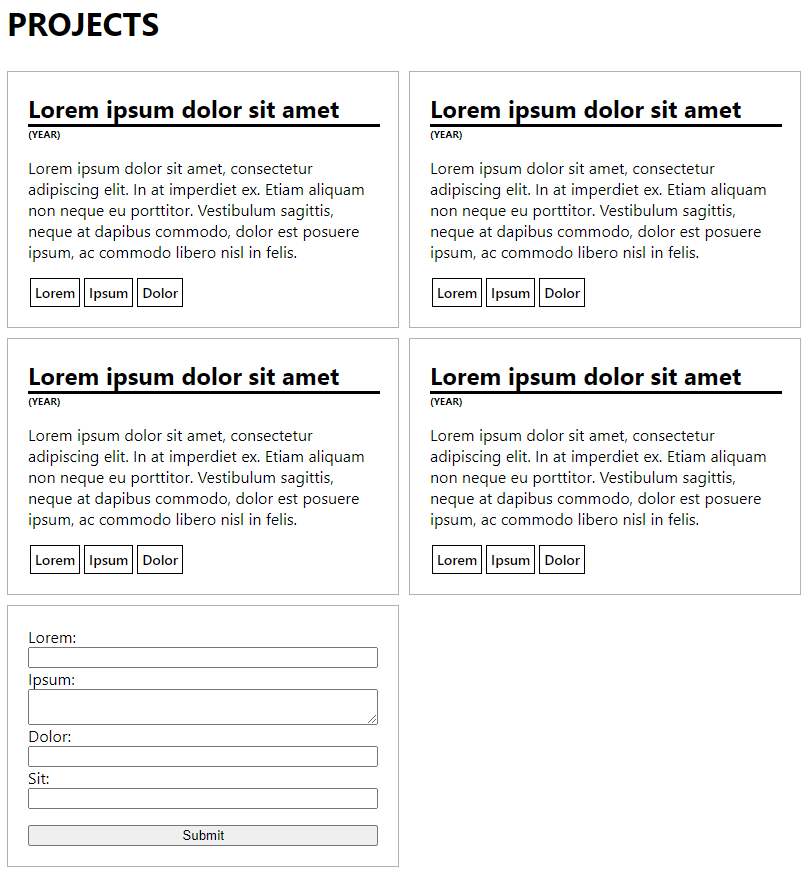 PROJECTS
Lorem ipsum dolor sit amet
(YEAR)
Lorem ipsum dolor sit amet, consectetur
adipiscing elit. In at imperdiet ex. Etiam aliquam
non neque eu porttitor. Vestibulum sagittis,
neque at dapibus commodo, dolor est posuere
ipsum, ac commodo libero nisl in felis.
Lorem Ipsum Dolor
Lorem ipsum dolor sit amet
(YEAR)
Lorem ipsum dolor sit amet, consectetur
adipiscing elit. In at imperdiet ex. Etiam aliquam
non neque eu porttitor. Vestibulum sagittis,
neque at dapibus commodo, dolor est posuere
ipsum, ac commodo libero nisl in felis.
Lorem Ipsum Dolor
Lorem ipsum dolor sit amet
(YEAR)
Lorem ipsum dolor sit amet, consectetur
adipiscing elit. In at imperdiet ex. Etiam aliquam
non neque eu porttitor. Vestibulum sagittis,
neque at dapibus commodo, dolor est posuere
ipsum, ac commodo libero nisl in felis.
Lorem Ipsum Dolor
Lorem ipsum dolor sit amet
(YEAR)
Lorem ipsum dolor sit amet, consectetur
adipiscing elit. In at imperdiet ex. Etiam aliquam
non neque eu porttitor. Vestibulum sagittis,
neque at dapibus commodo, dolor est posuere
ipsum, ac commodo libero nisl in felis.
Lorem Ipsum Dolor
Lorem:
Ipsum:
Dolor:
Sit:
Submit